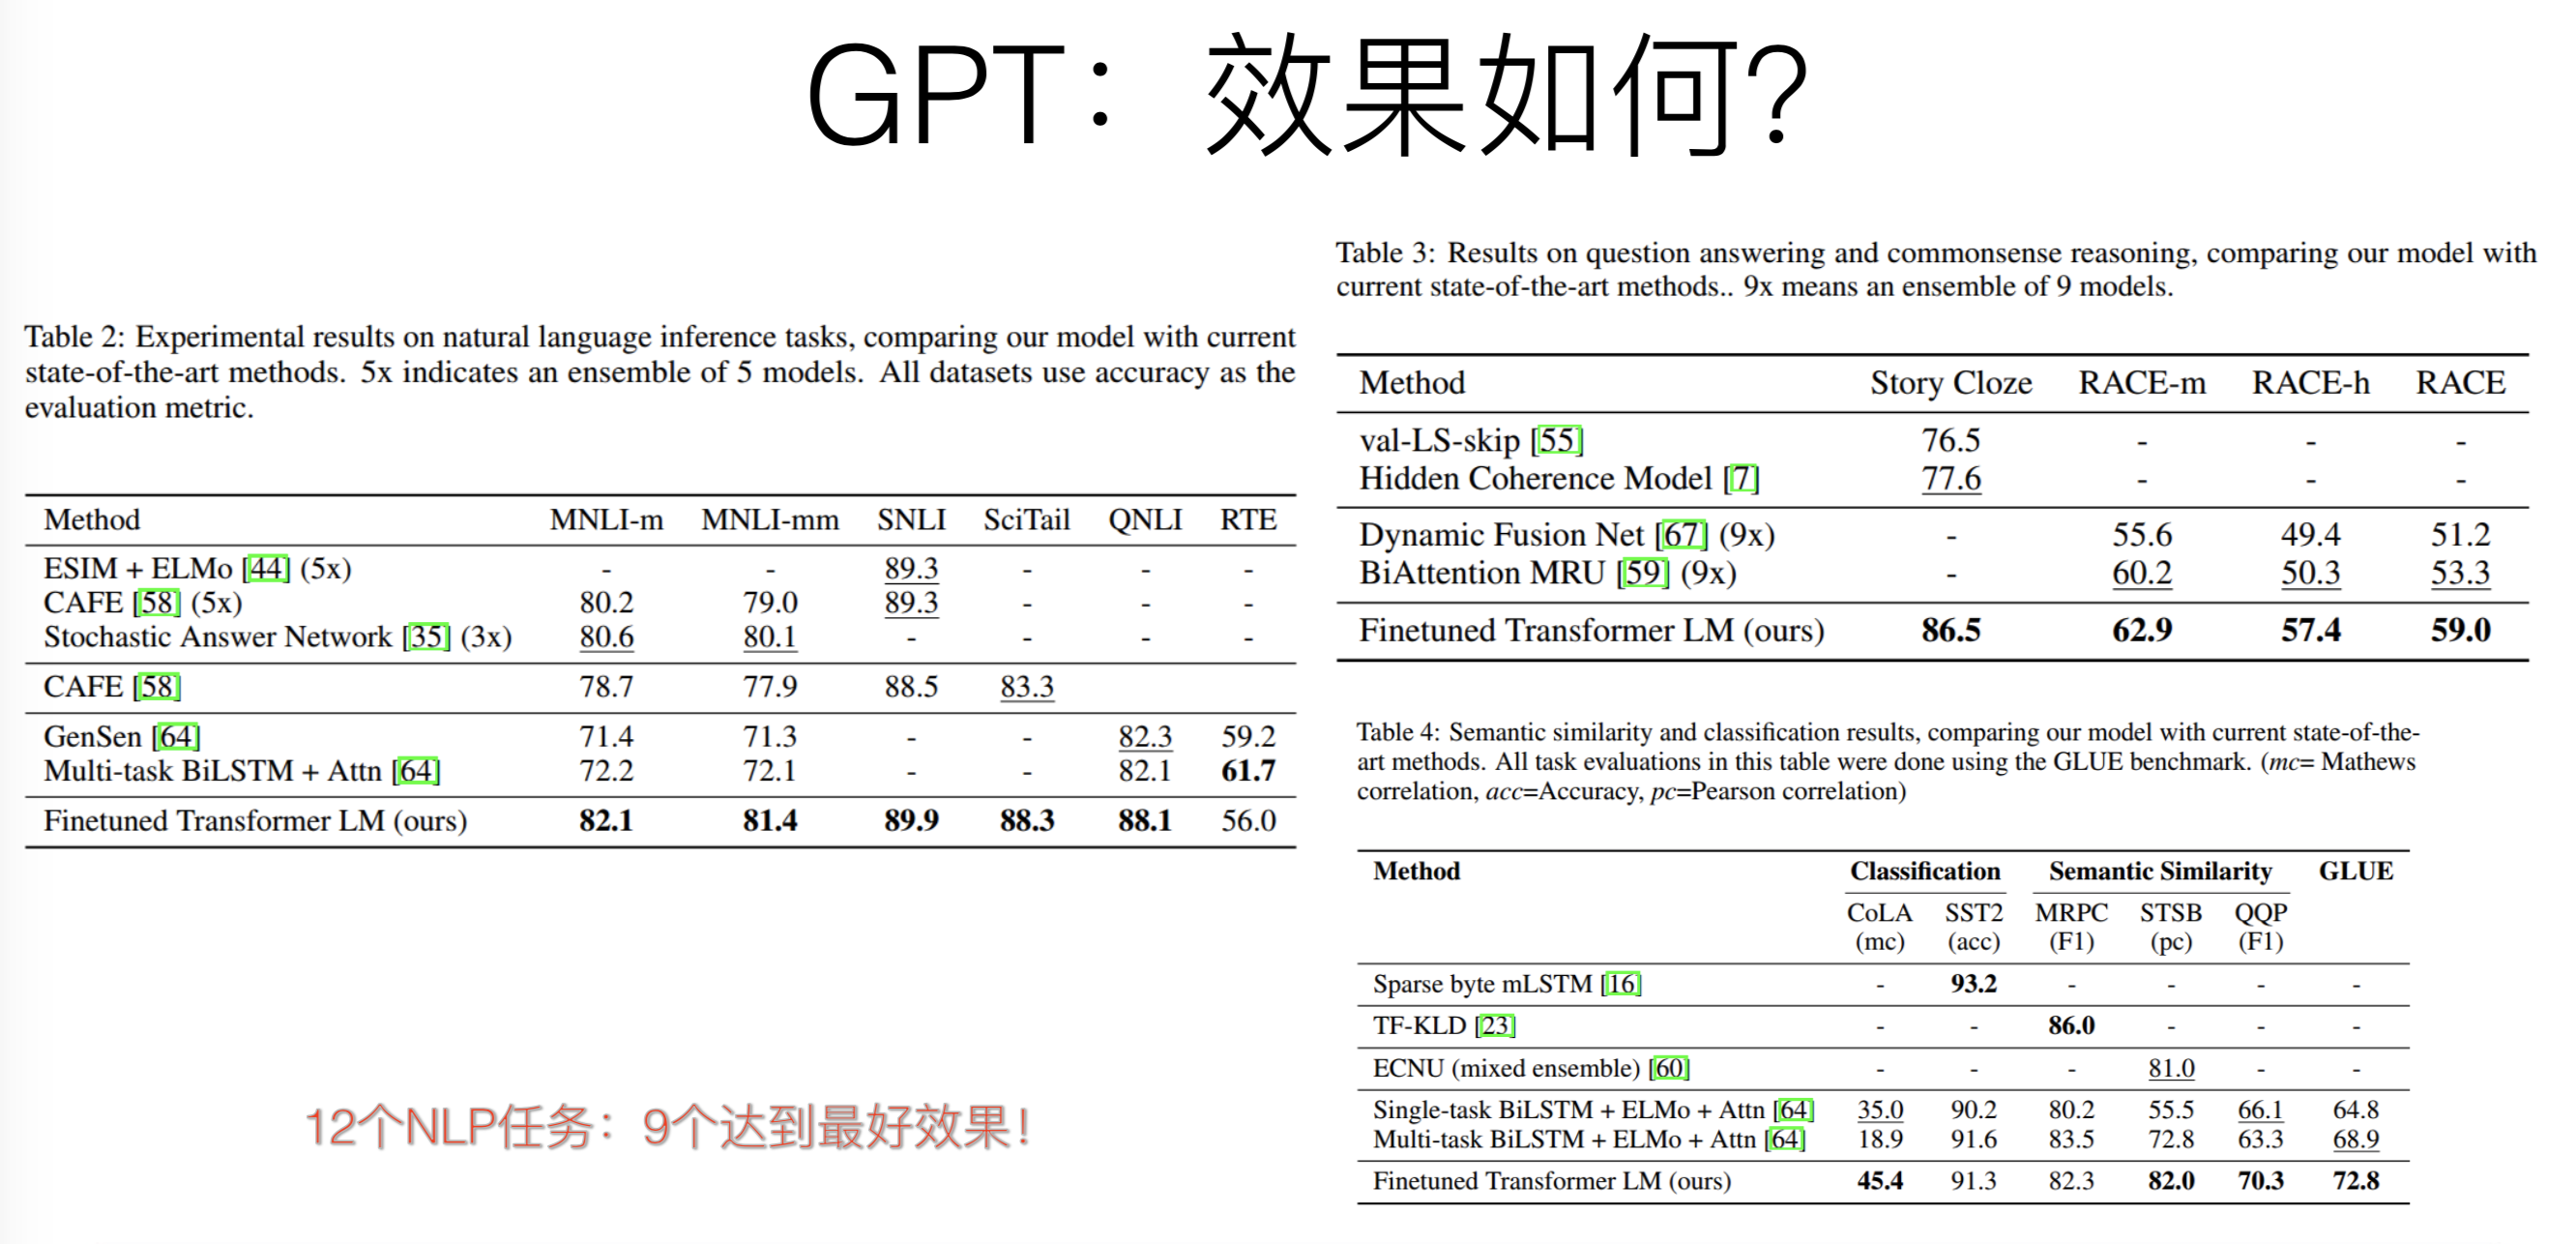 GPT：效果如何？
Table 2: Experimental results on natural language inference tasks, comparing our model with current
state-of-the-art methods. 5x indicates an ensemble of 5 models. All datasets use accuracy as the
evaluation metric.
Method MNLI-m MNLI-mm SNLI SciTail QNLI RTE
ESIM + ELMo [44] (5x) - - 89.3 - - -
CAFE [58] (5x) 80.2 79.0 89.3 - - -
Stochastic Answer Network [35] (3x) 80.6 80.1 - - - -
CAFE [58] 78.7 77.9 88.5 83.3
GenSen [64] 71.4 71.3 - - 82.3 59.2
Multi-task BiLSTM + Attn [64] 72.2 72.1 - - 82.1 61.7
Finetuned Transformer LM (ours) 82.1 81.4 89.9 88.3 88.1 56.0
12个NLP任务：9个达到最好效果！
Table 3: Results on question answering and commonsense reasoning, comparing our model with
current state-of-the-art methods.. 9x means an ensemble of 9 models.
Method Story Cloze RACE-m RACE-h RACE
val-LS-skip [55] 76.5 - - -
Hidden Coherence Model [7] 77.6 - - -
Dynamic Fusion Net [67] (9x) - 55.6 49.4 51.2
BiAttention MRU [59] (9x) - 60.2 50.3 53.3
Finetuned Transformer LM (ours) 86.5 62.9 57.4 59.0
Table 4: Semantic similarity and classification results, comparing our model with current state-of-the-
art methods. All task evaluations in this table were done using the GLUE benchmark. (mc= Mathews
correlation, acc=Accuracy, pc=Pearson correlation)
Method Classification Semantic Similarity GLUE
CoLA SST2 MRPC STSB QQP
(mc) (acc) (F1) (pc) (F1)
Sparse byte mLSTM [16] - 93.2 - - - -
TF-KLD [23] - - 86.0 - - -
ECNU (mixed ensemble) [60] - - - 81.0 - -
Single-task BiLSTM + ELMo + Attn [64] 35.0 90.2 80.2 55.5 66.1 64.8
Multi-task BiLSTM + ELMo + Attn [64] 18.9 91.6 83.5 72.8 63.3 68.9
Finetuned Transformer LM (ours) 45.4 91.3 82.3 82.0 70.3 72.8